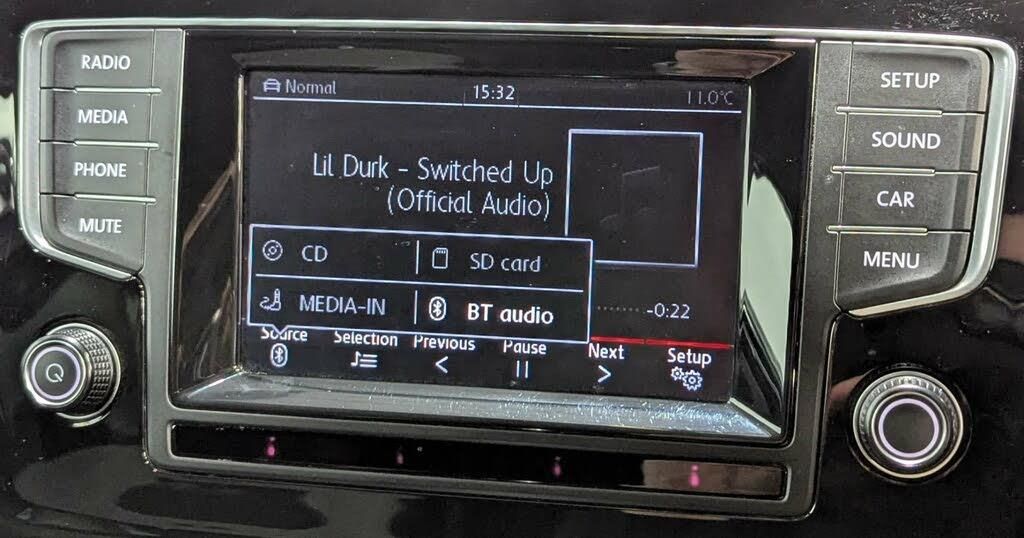 RADIO
MEDIA
PHONE
MUTE
Normal
15:32
11.0°C
Lil Durk - Switched Up
(Official Audio)
CD
SD card
MEDIA-IN
BT audio
-0:22
Source
Selection
Previous
Pause
Next
Setup
SETUP
SOUND
CAR
MENU